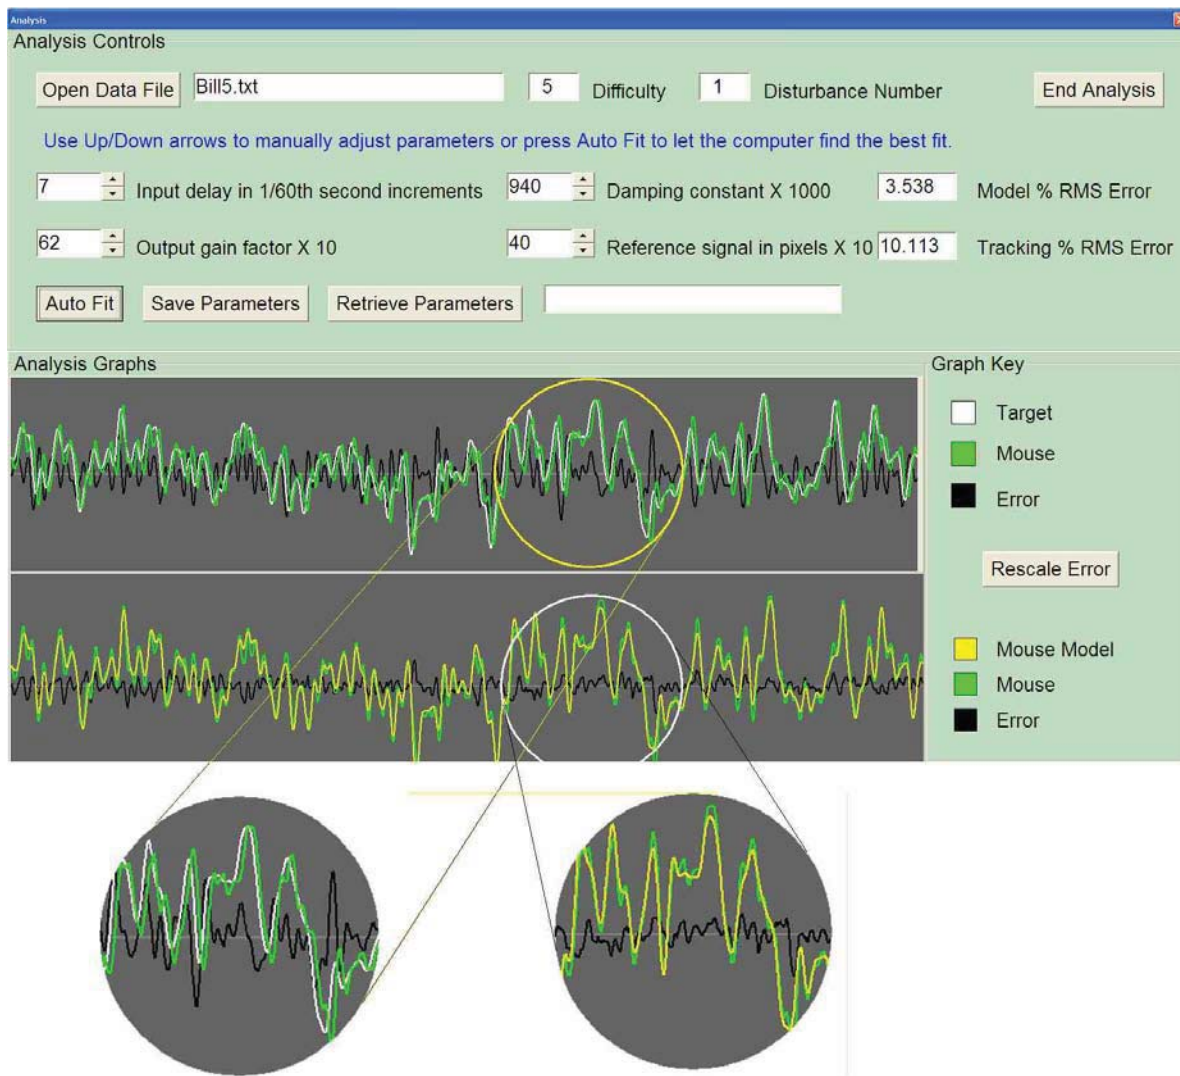 Analysis
Analysis Controls
Open Data File Bill5.txt 5 Difficulty 1 Disturbance Number End Analysis
Use Up/Down arrows to manually adjust parameters or press Auto Fit to let the computer find the best fit.
7 Input delay in 1/60th second increments 940 Damping constant X 1000 3.538 Model % RMS Error
62 Output gain factor X 10 40 Reference signal in pixels X 10 10.113 Tracking % RMS Error
Auto Fit Save Parameters Retrieve Parameters
Analysis Graphs
Graph Key
Target
Mouse
Error
Rescale Error
Mouse Model
Mouse
Error